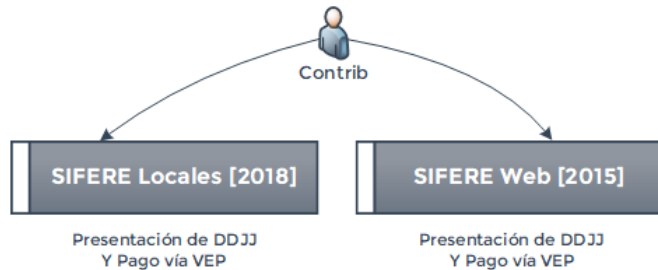 Contrib
SIFERE Locales [2018]
SIFERE Web [2015]
Presentación de DDJJ
Y Pago vía VEP
Presentación de DDJJ
Y Pago vía VEP